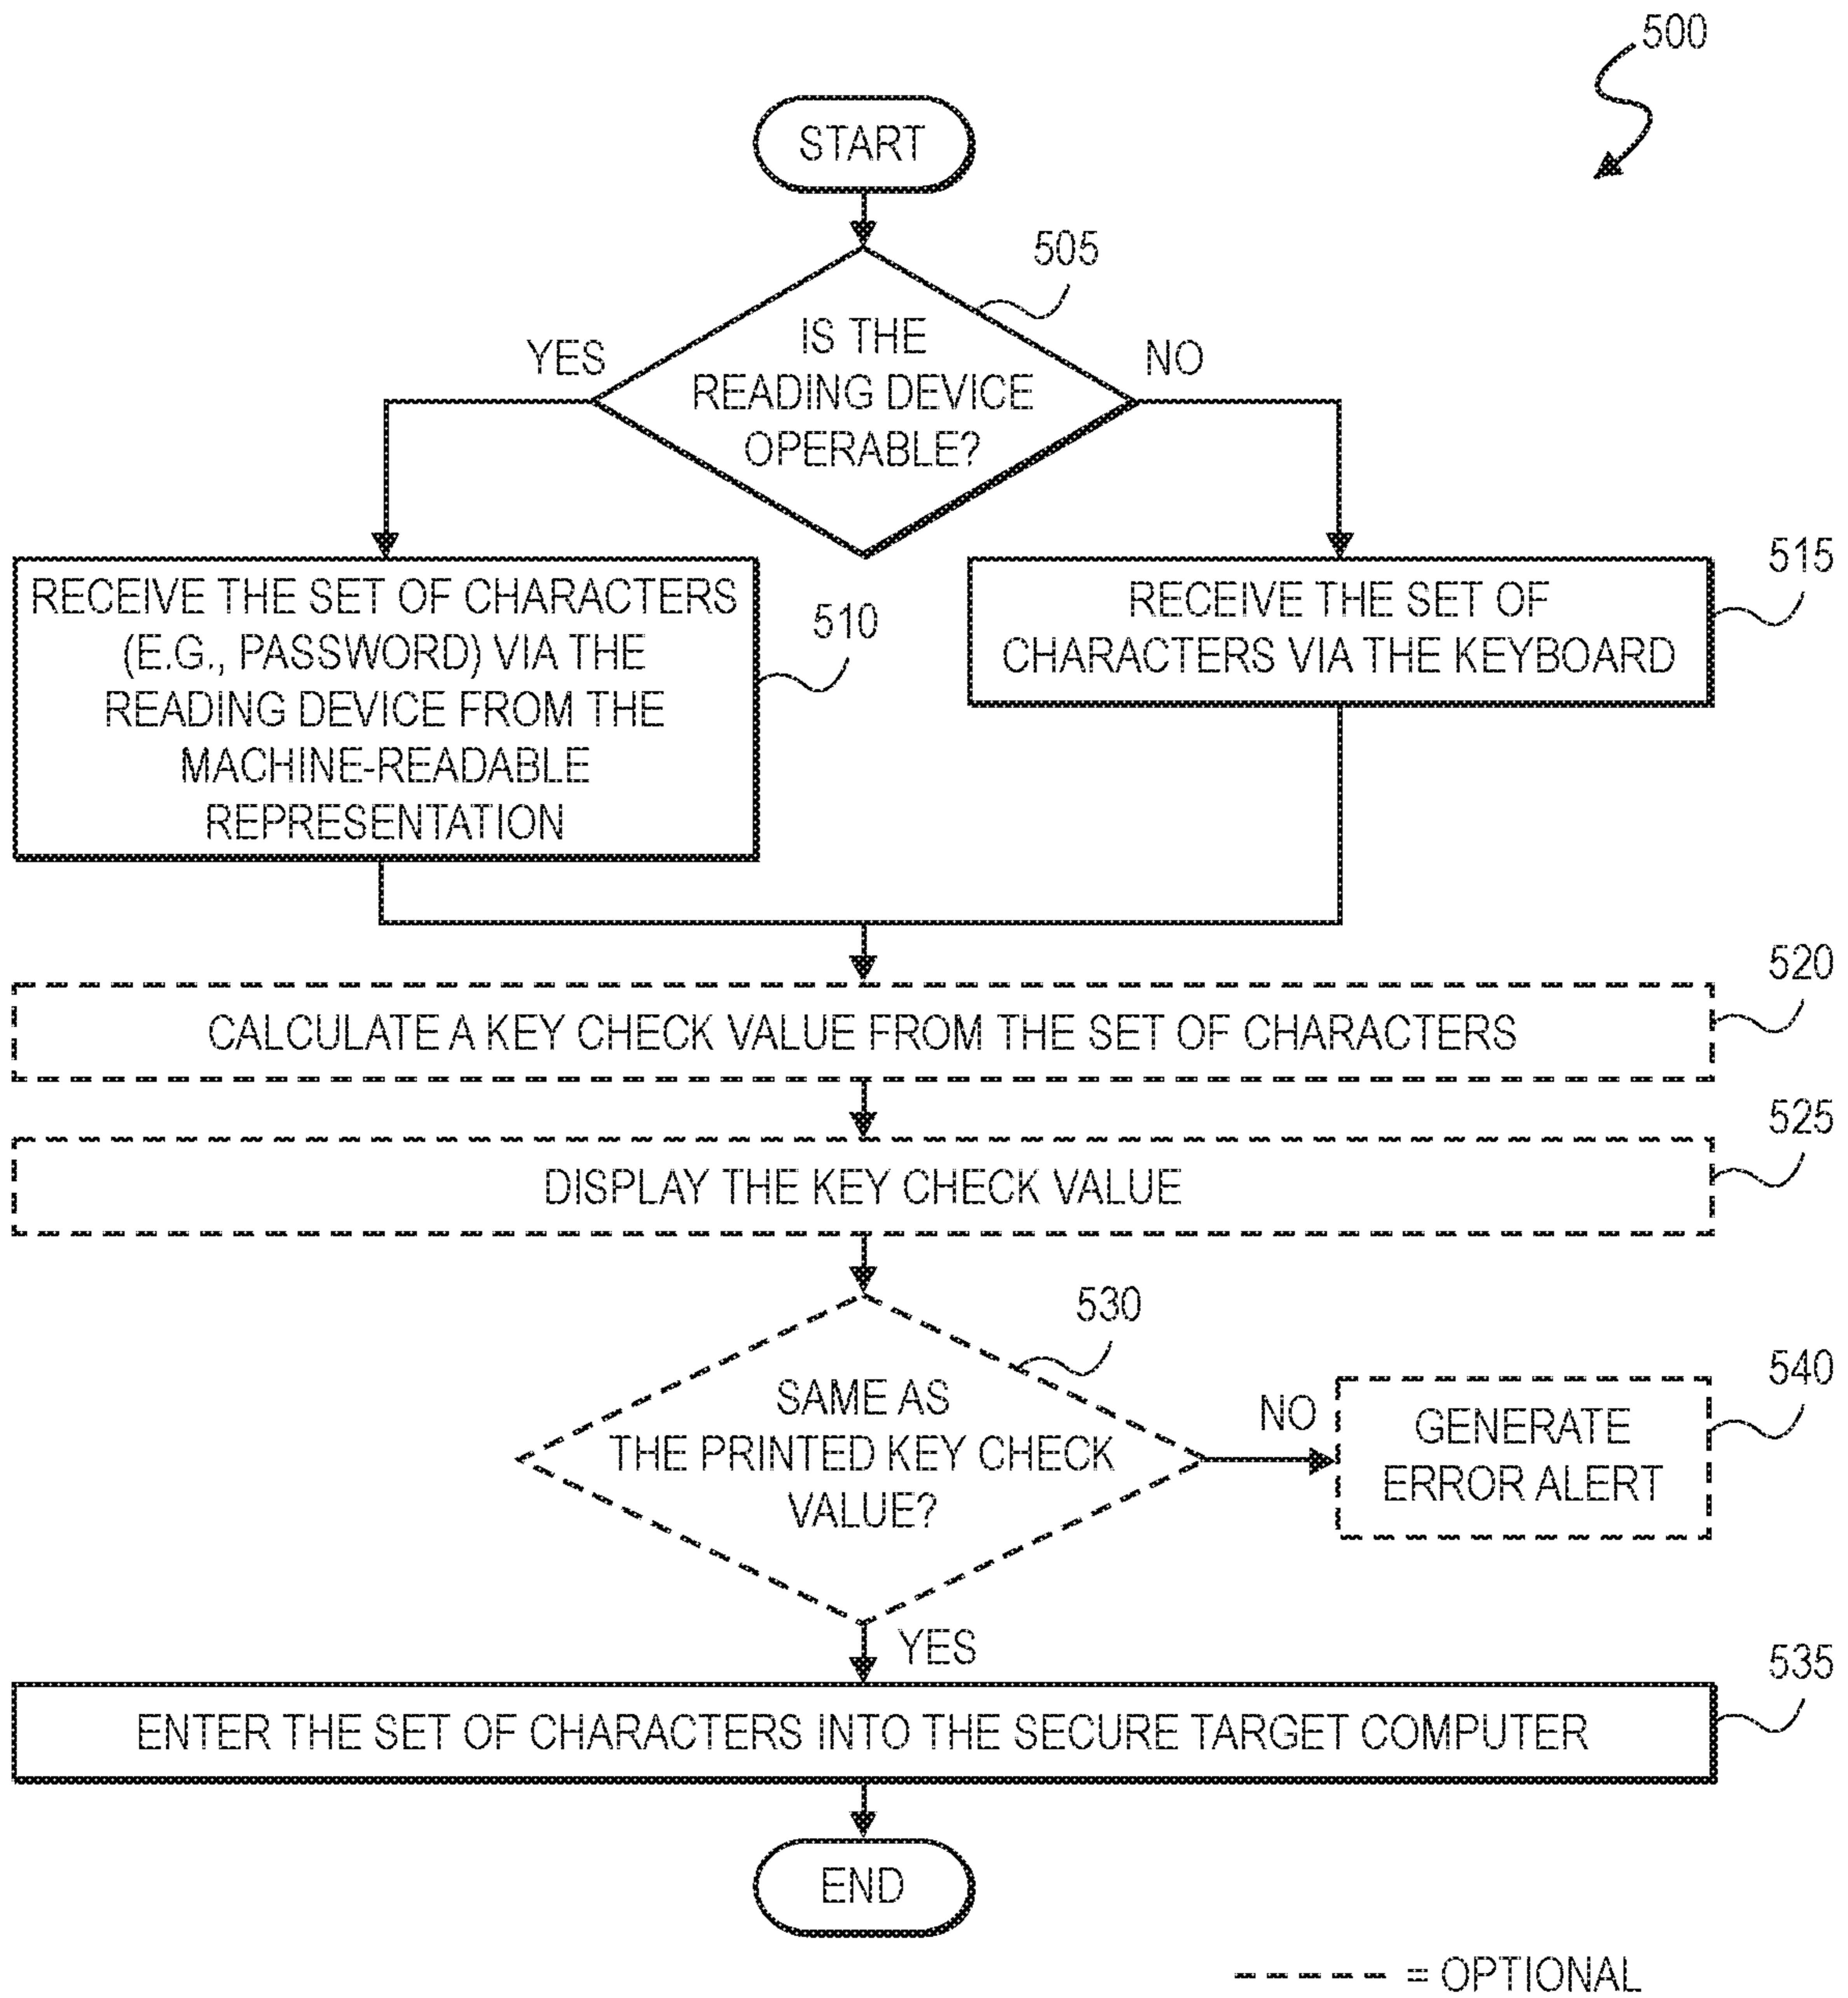 500
START
505
IS THE
READING DEVICE
OPERABLE?
YES
NO
RECEIVE THE SET OF CHARACTERS
(E.G., PASSWORD) VIA THE
READING DEVICE FROM THE
MACHINE-READABLE
REPRESENTATION
510
RECEIVE THE SET OF
CHARACTERS VIA THE KEYBOARD
515
520
CALCULATE A KEY CHECK VALUE FROM THE SET OF CHARACTERS
525
DISPLAY THE KEY CHECK VALUE
530
SAME AS
THE PRINTED KEY CHECK
VALUE?
NO
540
GENERATE
ERROR ALERT
YES
535
ENTER THE SET OF CHARACTERS INTO THE SECURE TARGET COMPUTER
END
= OPTIONAL